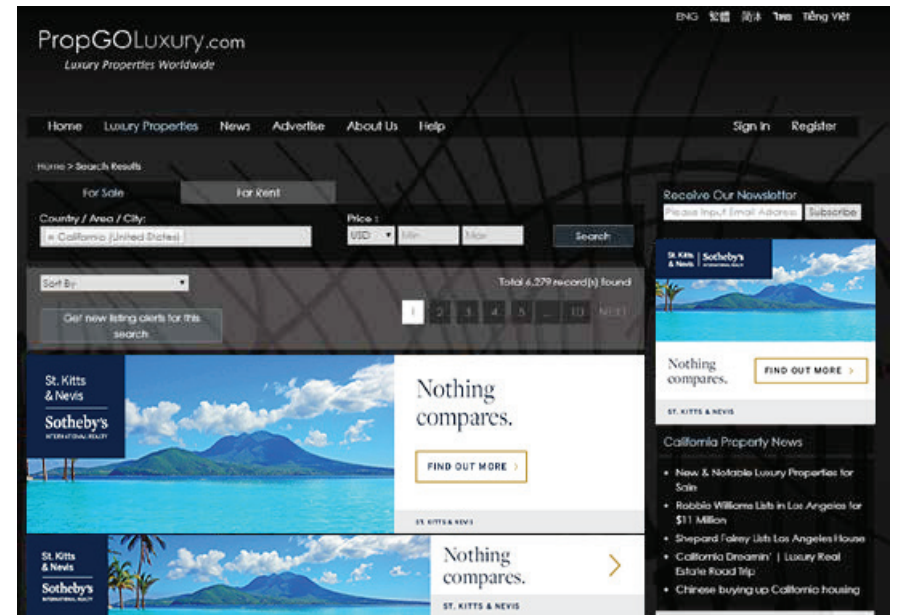 ENG 繁體 简体 ไทย Tiếng Việt
PropGOLuxury.com
Luxury Properties Worldwide
Home Luxury Properties News Advertise About Us Help Sign In Register
Home > Search Results
For Sale For Rent
Country / Area / City:
Price :
× California (United States)
USD Min Max Search
Sort By
Total 6,279 record(s) found
Get new listing alerts for this
search
1 2 3 4 5 ... 10 NEXT
St. Kitts
& Nevis
Sotheby's
INTERNATIONAL REALTY
Nothing
compares.
FIND OUT MORE >
ST. KITTS & NEVIS
St. Kitts
& Nevis
Sotheby's
INTERNATIONAL REALTY
Nothing
compares.
ST. KITTS & NEVIS
Receive Our Newsletter
Please Input Email Address Subscribe
St. Kitts
& Nevis
Sotheby's
INTERNATIONAL REALTY
Nothing
compares.
FIND OUT MORE >
ST. KITTS & NEVIS
California Property News
• New & Notable Luxury Properties for
Sale
• Robbie Williams Lists in Los Angeles for
$11 Million
• Shepard Fairey Lists Los Angeles House
• California Dreamin' | Luxury Real
Estate Road Trip
• Chinese buying up California housing